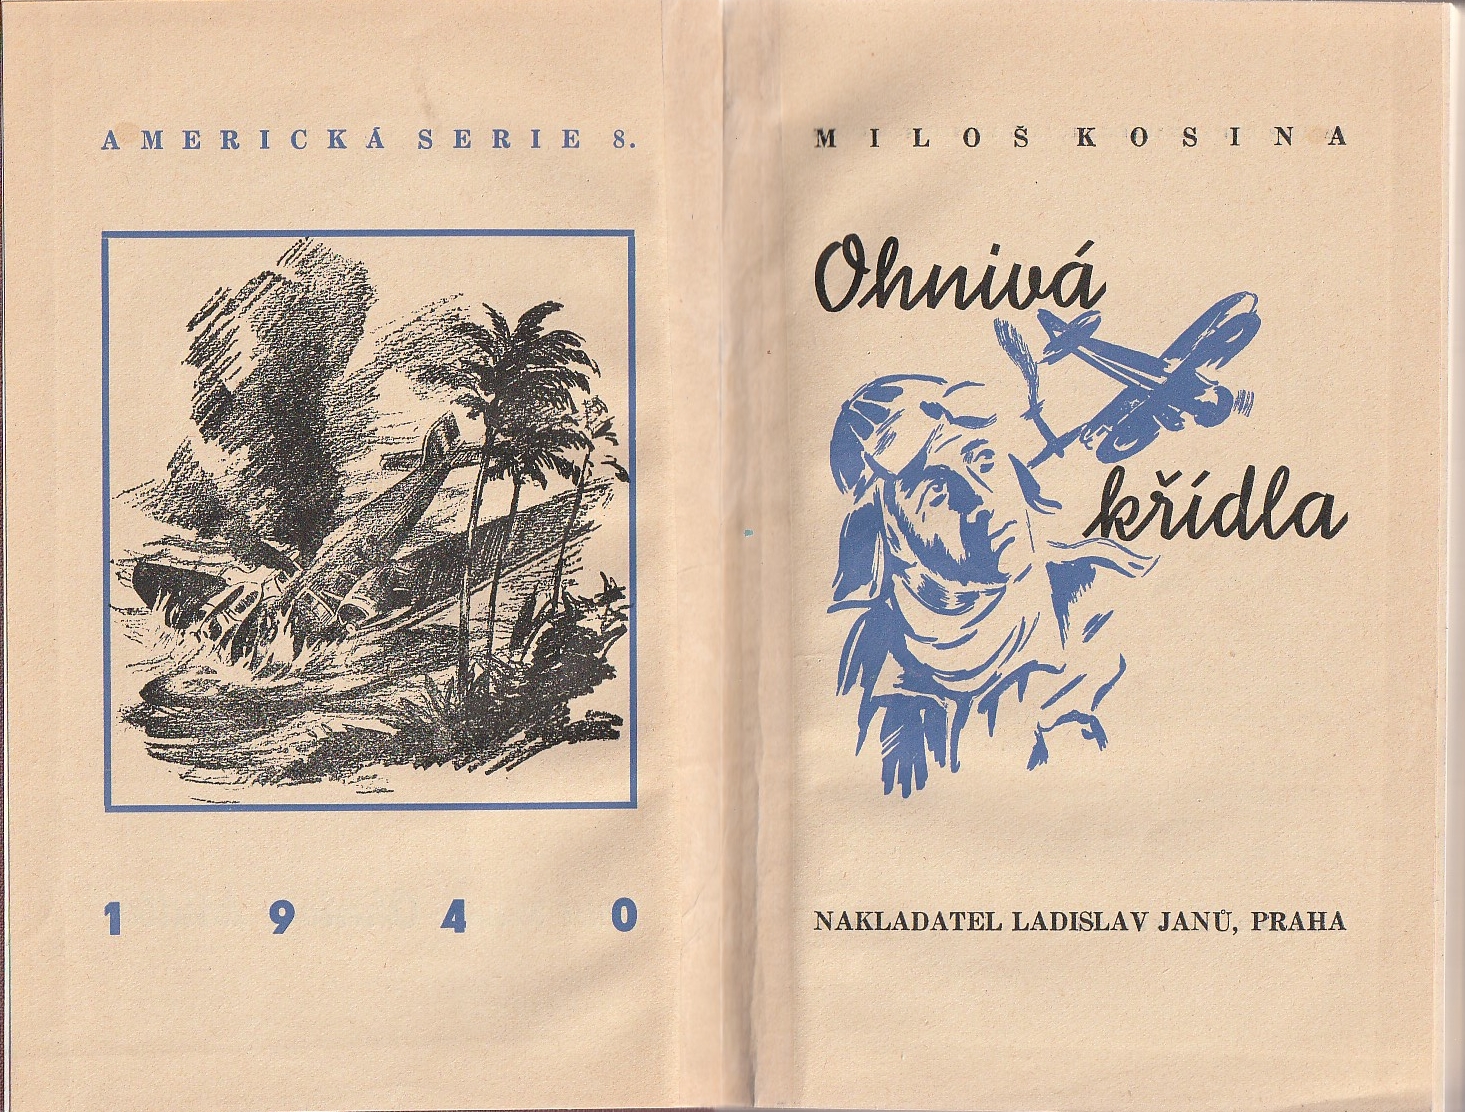 AMERICKÁ SERIE 8.
1940
MILOŠ KOSINA
Ohnivá
křídla
NAKLADATEL LADISLAV JANŮ, PRAHA